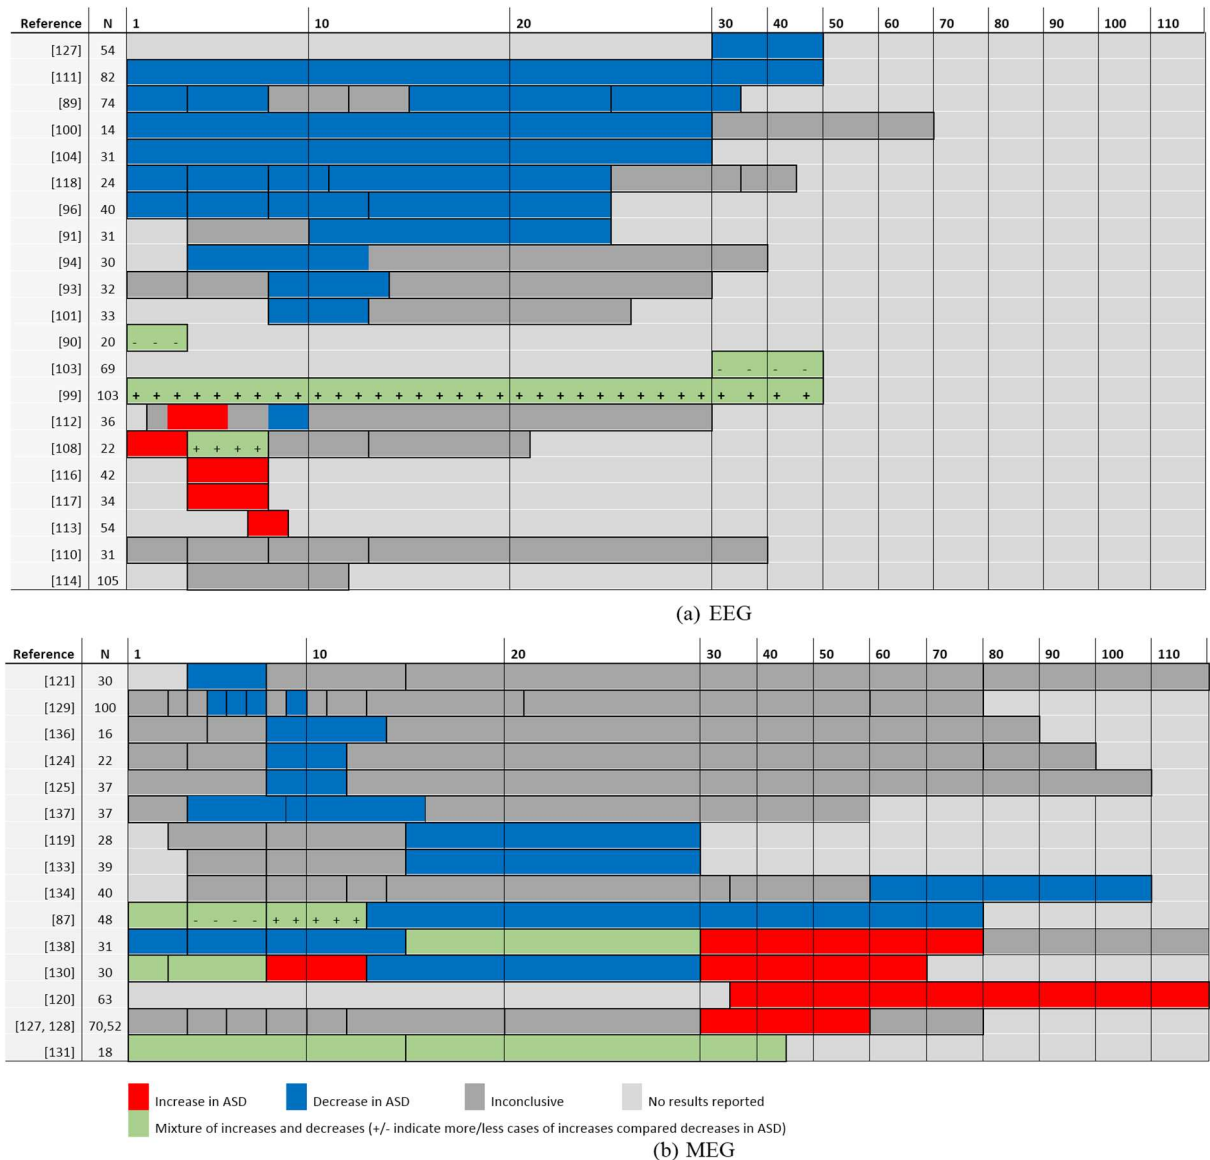 Reference N 1 10 20 30 40 50 60 70 80 90 100 110
[127] 54
[111] 82
[89] 74
[100] 14
[104] 31
[118] 24
[96] 40
[91] 31
[94] 30
[93] 32
[101] 33
[90] 20 - - -
[103] 69 - - - -
[99] 103 + + + + + + + + + + + + + + + + + + + + + + + + + + + + + + + + +
[112] 36
[108] 22 + + + +
[116] 42
[117] 34
[113] 54
[110] 31
[114] 105
(a) EEG
Reference N 1 10 20 30 40 50 60 70 80 90 100 110
[121] 30
[129] 100
[136] 16
[124] 22
[125] 37
[137] 37
[119] 28
[133] 39
[134] 40
[87] 48 - - - - + + + + +
[138] 31
[130] 30
[120] 63
[127, 128] 70,52
[131] 18
Increase in ASD Decrease in ASD Inconclusive No results reported
Mixture of increases and decreases (+/- indicate more/less cases of increases compared decreases in ASD)
(b) MEG